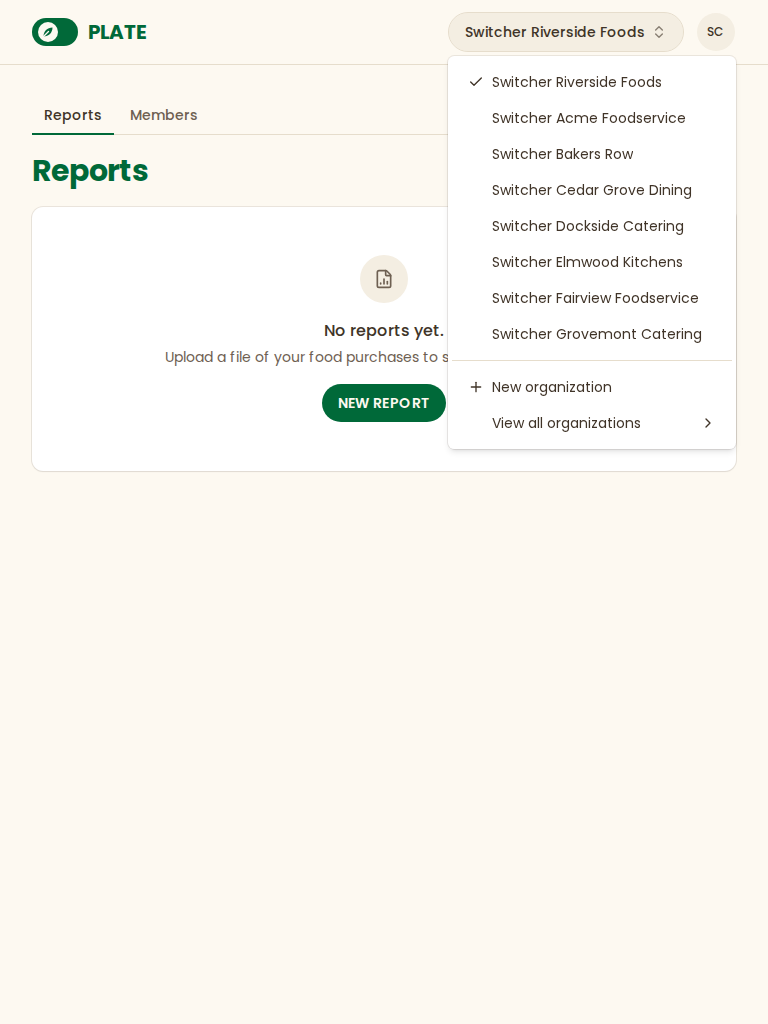 PLATE
Switcher Riverside Foods
SC
Switcher Riverside Foods
Switcher Acme Foodservice
Switcher Bakers Row
Switcher Cedar Grove Dining
Switcher Dockside Catering
Switcher Elmwood Kitchens
Switcher Fairview Foodservice
Switcher Grovemont Catering
New organization
View all organizations
Reports
Members
Reports
No reports yet.
Upload a file of your food purchases to s
NEW REPORT